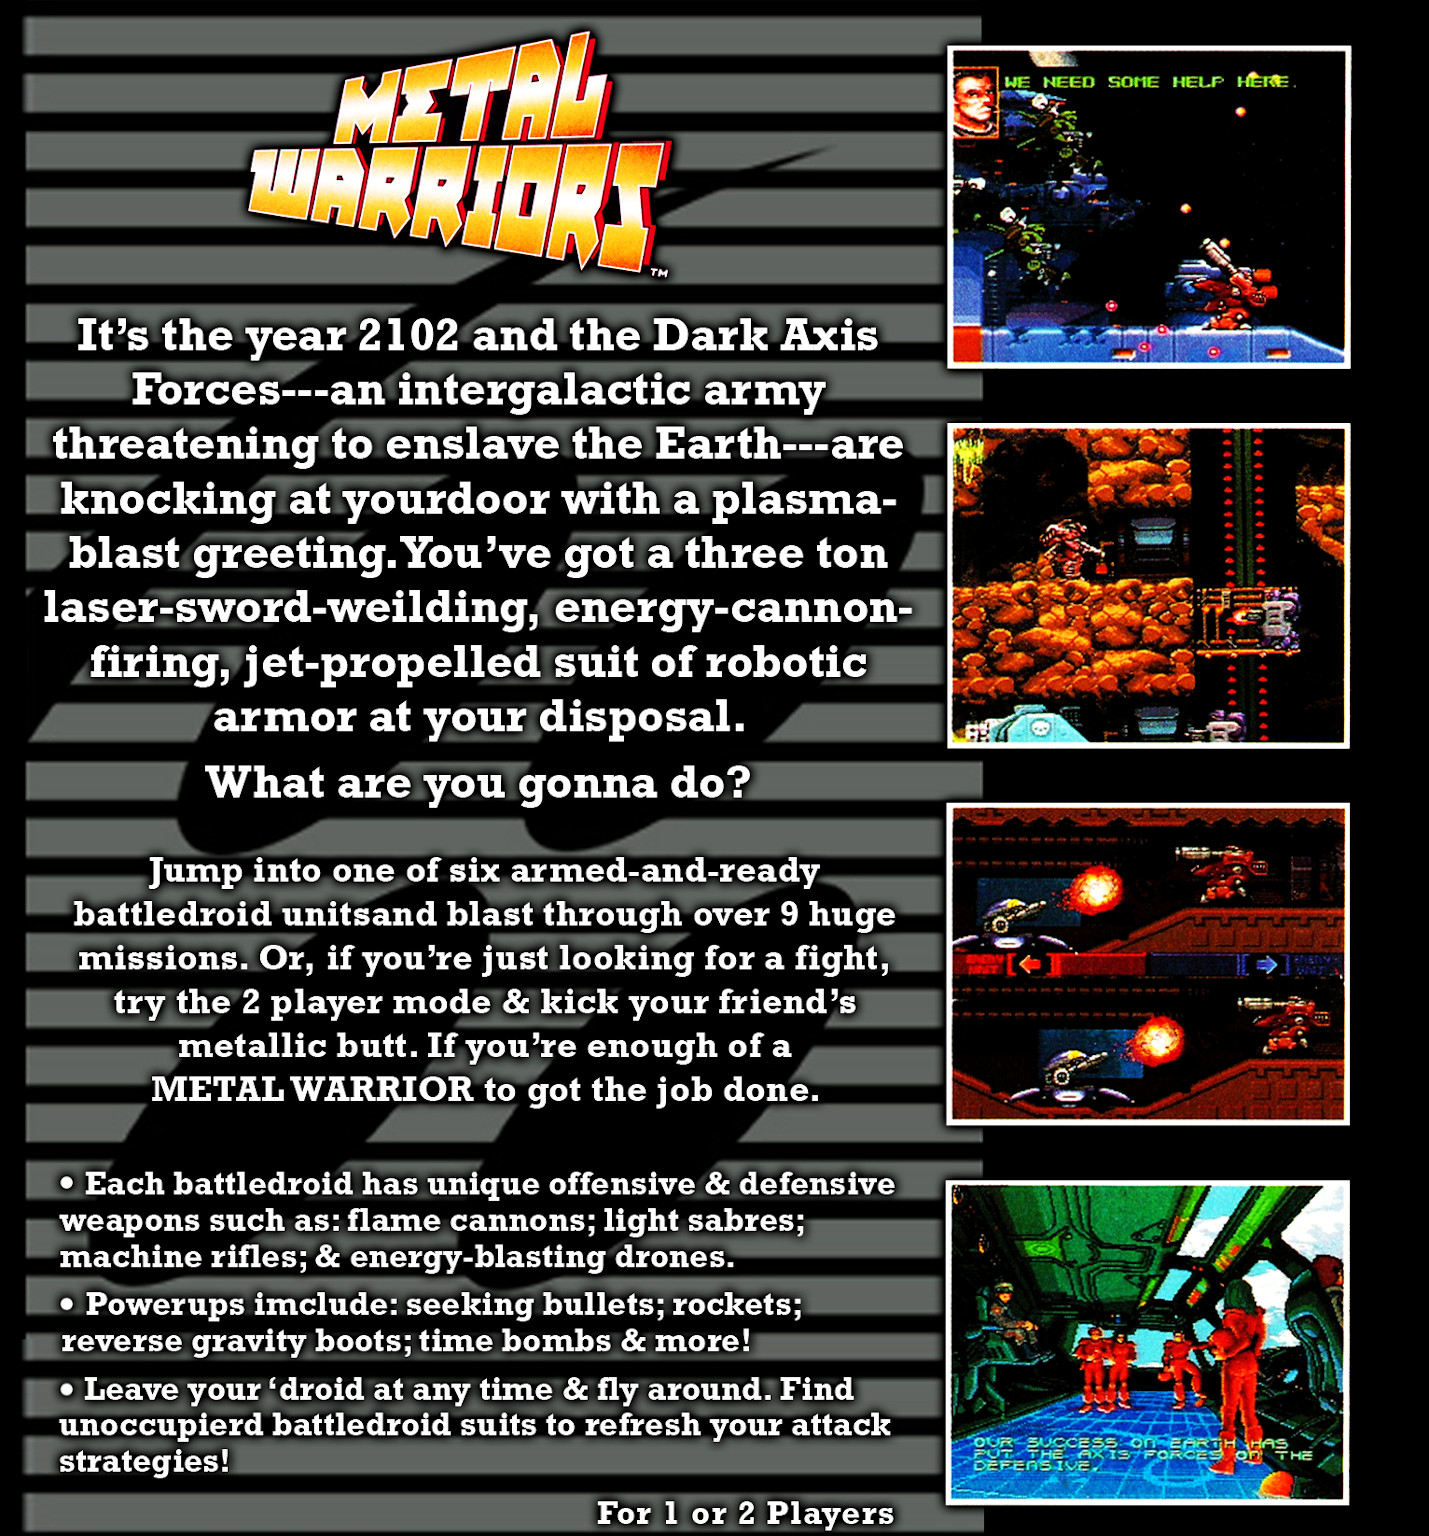 METAL
WARRIORS
™
It's the year 2102 and the Dark Axis
Forces---an intergalactic army
threatening to enslave the Earth---are
knocking at yourdoor with a plasma-
blast greeting. You've got a three ton
laser-sword-weilding, energy-cannon-
firing, jet-propelled suit of robotic
armor at your disposal.
What are you gonna do?
Jump into one of six armed-and-ready
battledroid unitsand blast through over 9 huge
missions. Or, if you're just looking for a fight,
try the 2 player mode & kick your friend's
metallic butt. If you're enough of a
METAL WARRIOR to got the job done.
• Each battledroid has unique offensive & defensive
weapons such as: flame cannons; light sabres;
machine rifles; & energy-blasting drones.
• Powerups imclude: seeking bullets; rockets;
reverse gravity boots; time bombs & more!
• Leave your 'droid at any time & fly around. Find
unoccupierd battledroid suits to refresh your attack
strategies!
For 1 or 2 Players
WE NEED SOME HELP HERE.
OUR SUCCESS ON EARTH HAS
PUT THE AXIS FORCES ON THE
DEFENSIVE.